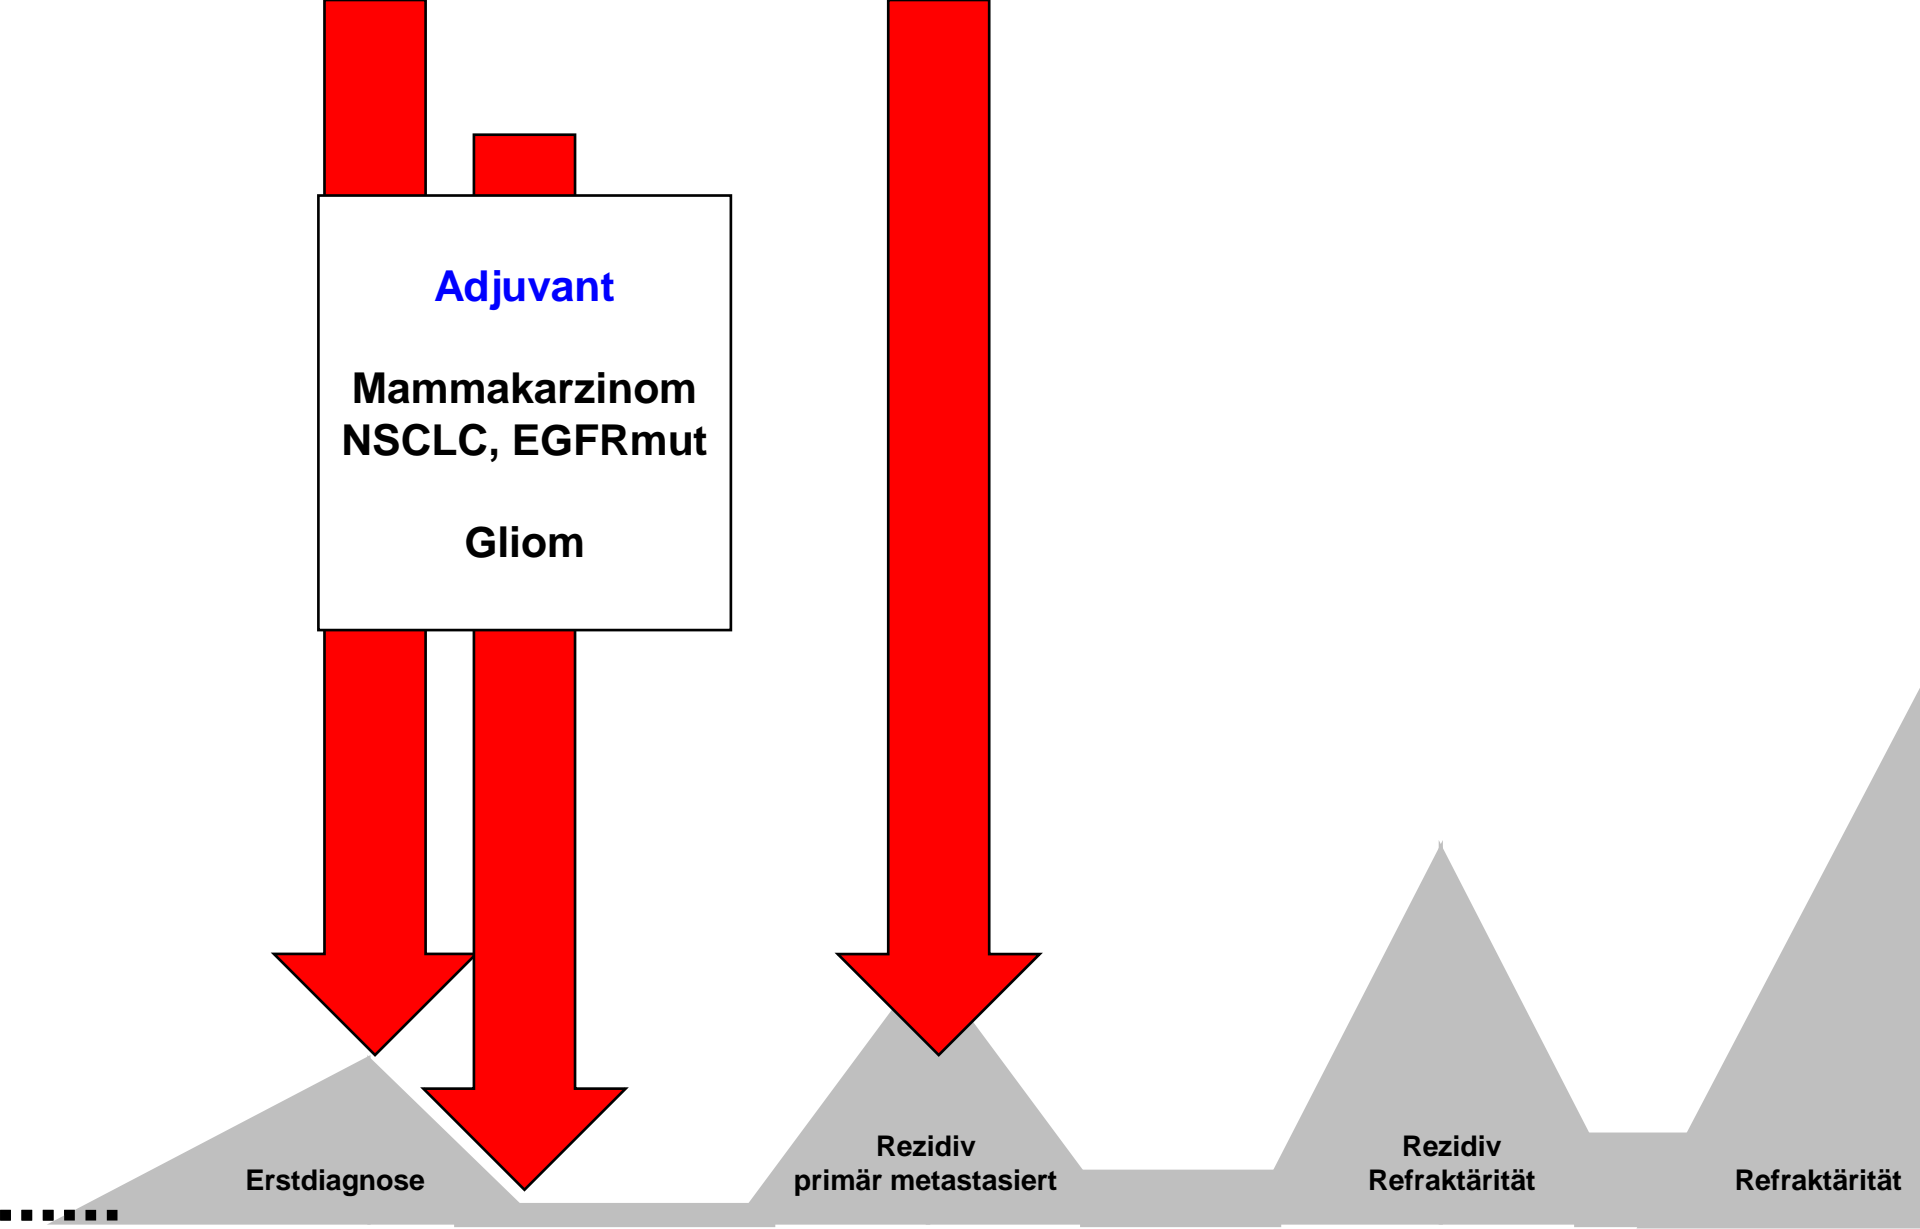 Adjuvant
Mammakarzinom
NSCLC, EGFRmut
Gliom
Erstdiagnose
Rezidiv
primär metastasiert
Rezidiv
Refraktärität
Refraktärität